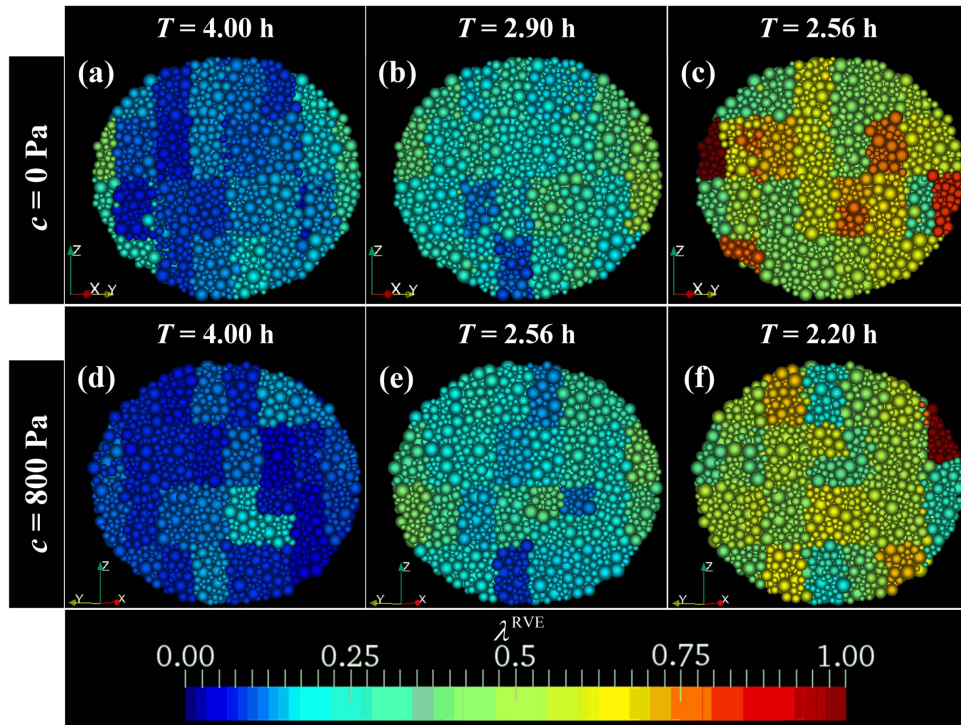 T = 4.00 h
T = 2.90 h
T = 2.56 h
c = 0 Pa
(a)
(b)
(c)
Z
X
Y
Z
X
Y
Z
X
Y
T = 4.00 h
T = 2.56 h
T = 2.20 h
c = 800 Pa
(d)
(e)
(f)
Z
Y
X
Z
Y
X
Z
Y
X
λ^RVE
0.00 0.25 0.5 0.75 1.00